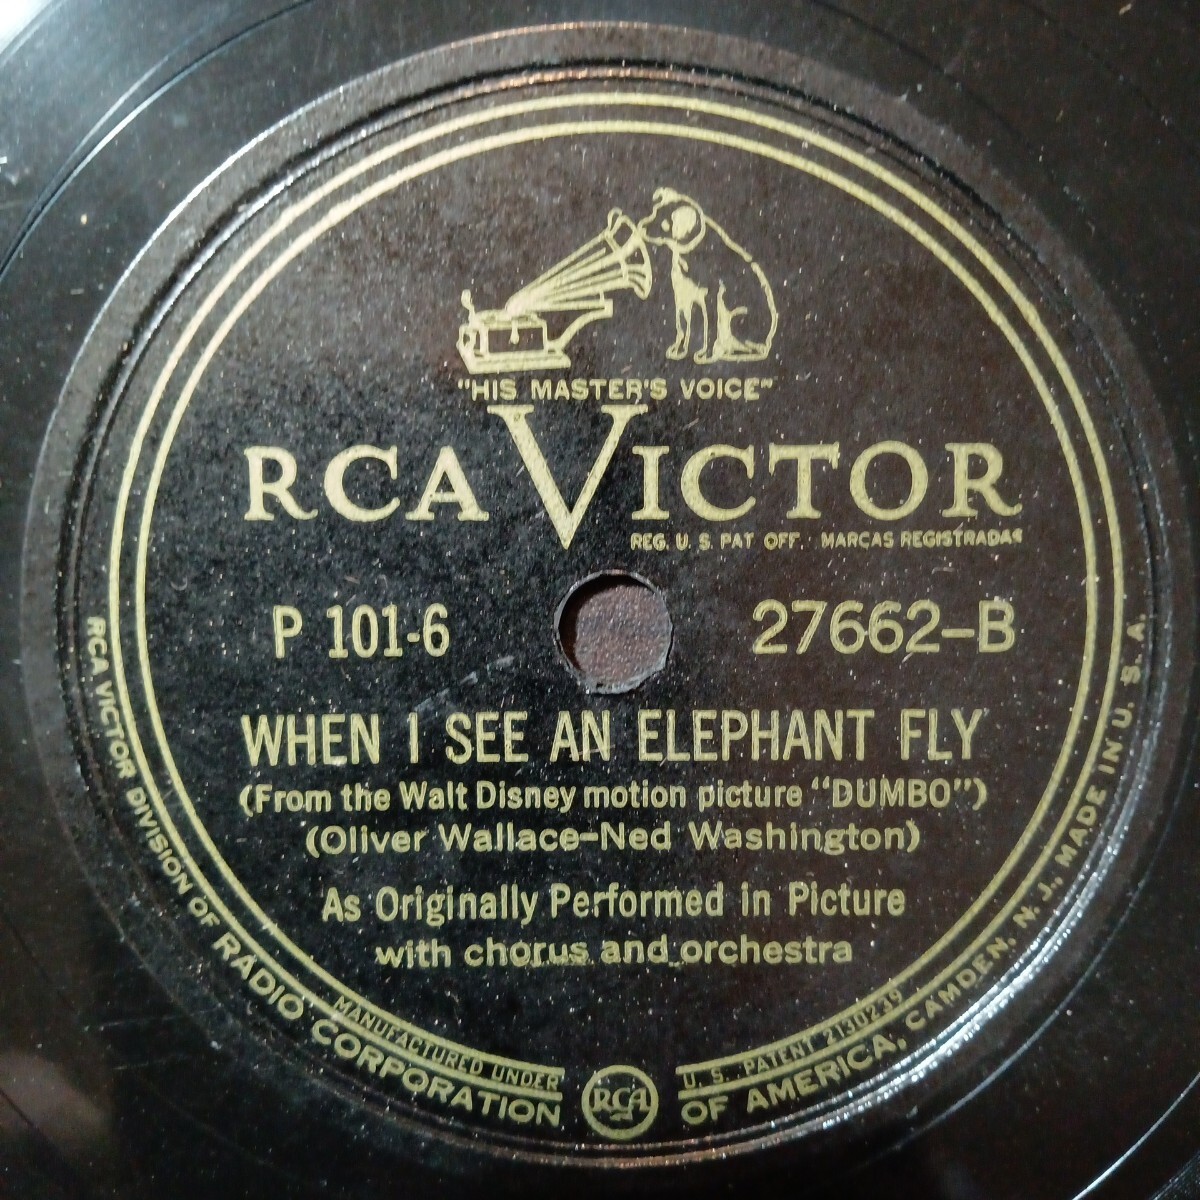 "HIS MASTER'S VOICE"
RCA VICTOR
REG. U. S. PAT OFF. MARCAS REGISTRADAS
P 101-6
27662-B
WHEN I SEE AN ELEPHANT FLY
(From the Walt Disney motion picture "DUMBO")
(Oliver Wallace-Ned Washington)
As Originally Performed in Picture
with chorus and orchestra
MANUFACTURED UNDER U. S. PATENT 2130239
RCA VICTOR DIVISION OF RADIO CORPORATION OF AMERICA, CAMDEN, N. J., MADE IN U. S. A.
RCA